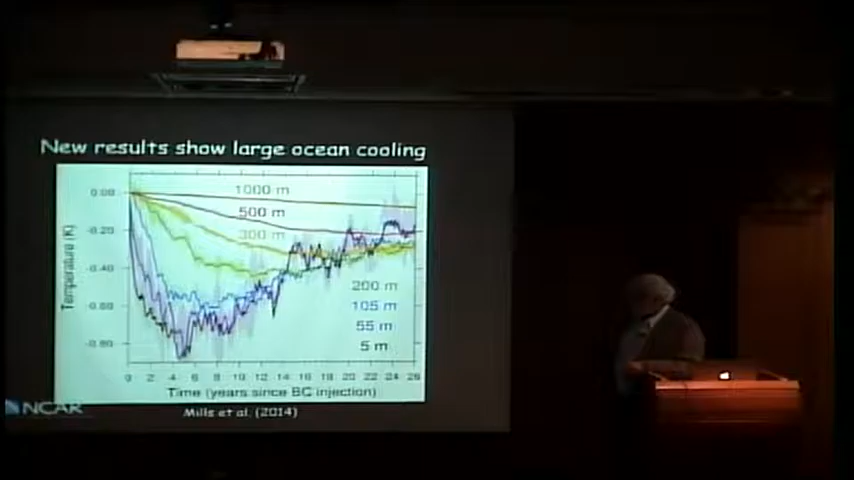 New results show large ocean cooling
0.00
-0.20
-0.40
-0.60
-0.80
Temperature (K)
1000 m
500 m
300 m
200 m
105 m
55 m
5 m
0 2 4 6 8 10 12 14 16 18 20 22 24 26
Time (years since BC injection)
NCAR
Mills et al. (2014)